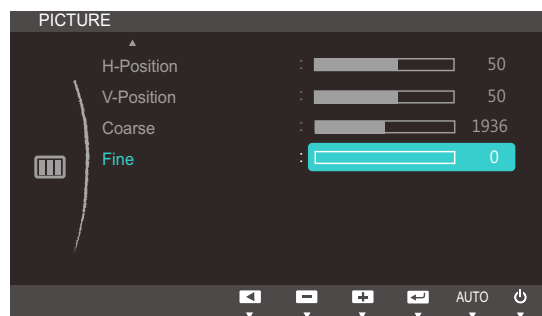 PICTURE
H-Position : 50
V-Position : 50
Coarse : 1936
Fine : 0
AUTO